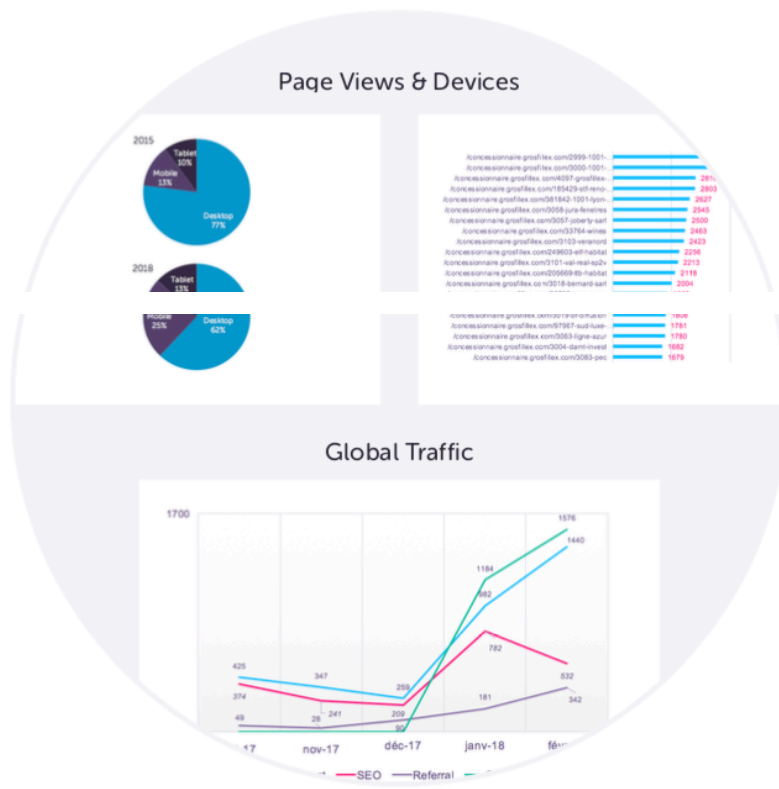 Page Views & Devices
2015
Tablet
10%
Mobile
13%
Desktop
77%
2018
Tablet
13%
Mobile
25%
Desktop
62%
/concessionnaire.grosfillex.com/2999-1001-..
/concessionnaire.grosfillex.com/3000-1001-..
/concessionnaire.grosfillex.com/4097-grosfillex-..
/concessionnaire.grosfillex.com/185429-stf-reno-.. 2803
/concessionnaire.grosfillex.com/381842-1001-lyon-.. 2627
/concessionnaire.grosfillex.com/3058-jura-fenetres 2545
/concessionnaire.grosfillex.com/3057-joberty-sarl 2500
/concessionnaire.grosfillex.com/33764-winea 2463
/concessionnaire.grosfillex.com/3103-veranord 2423
/concessionnaire.grosfillex.com/249603-elf-habitat 2256
/concessionnaire.grosfillex.com/3101-val-real-sp2v 2213
/concessionnaire.grosfillex.com/205669-tb-habitat 2118
/concessionnaire.grosfillex.com/3018-bernard-sarl 2004
/concessionnaire.grosfillex.com/97967-sud-luxe-.. 1781
/concessionnaire.grosfillex.com/3063-ligne-azur 1780
/concessionnaire.grosfillex.com/3004-damt-invest 1682
/concessionnaire.grosfillex.com/3083-pec 1679
Global Traffic
1700
1576
1440
1184
982
782
532
425
347
259
374
241
209
90
49
28
181
342
nov-17
déc-17
janv-18
SEO
Referral